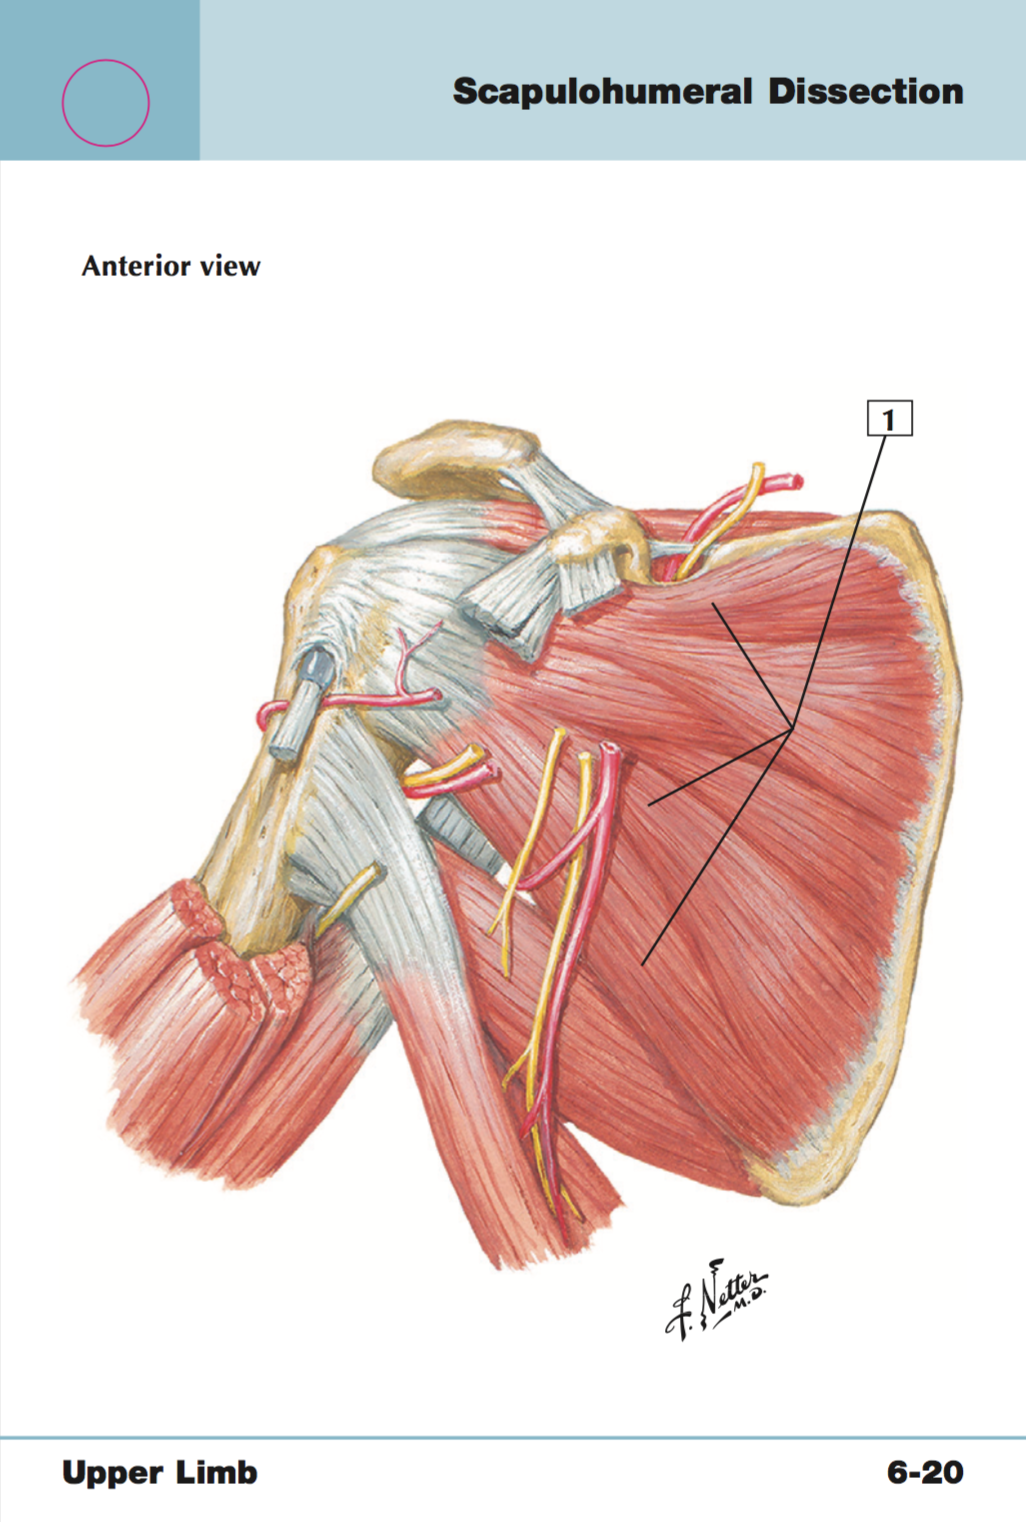 Scapulohumeral Dissection
Anterior view
1
F. Netter
M.D.
Upper Limb
6-20